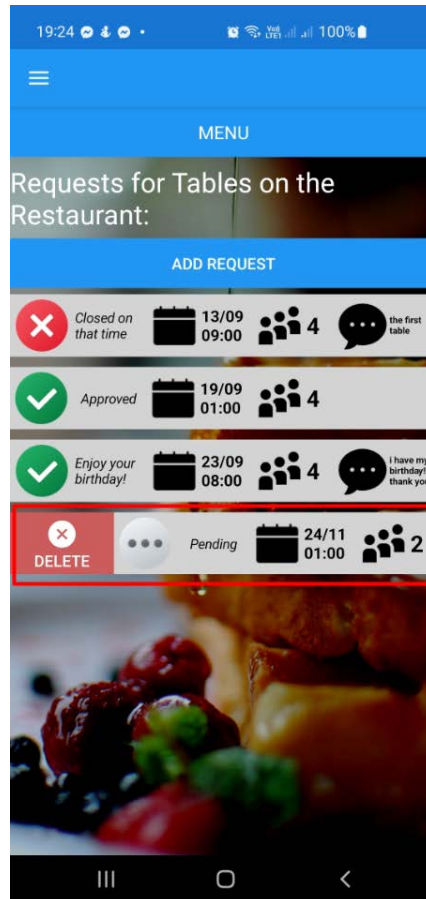 19:24
Vo) LTE1 100%
MENU
Requests for Tables on the
Restaurant:
ADD REQUEST
Closed on
that time
13/09
09:00
4
the first
table
Approved
19/09
01:00
4
Enjoy your
birthday!
23/09
08:00
4
i have my
birthday!
thank you
DELETE
Pending
24/11
01:00
2